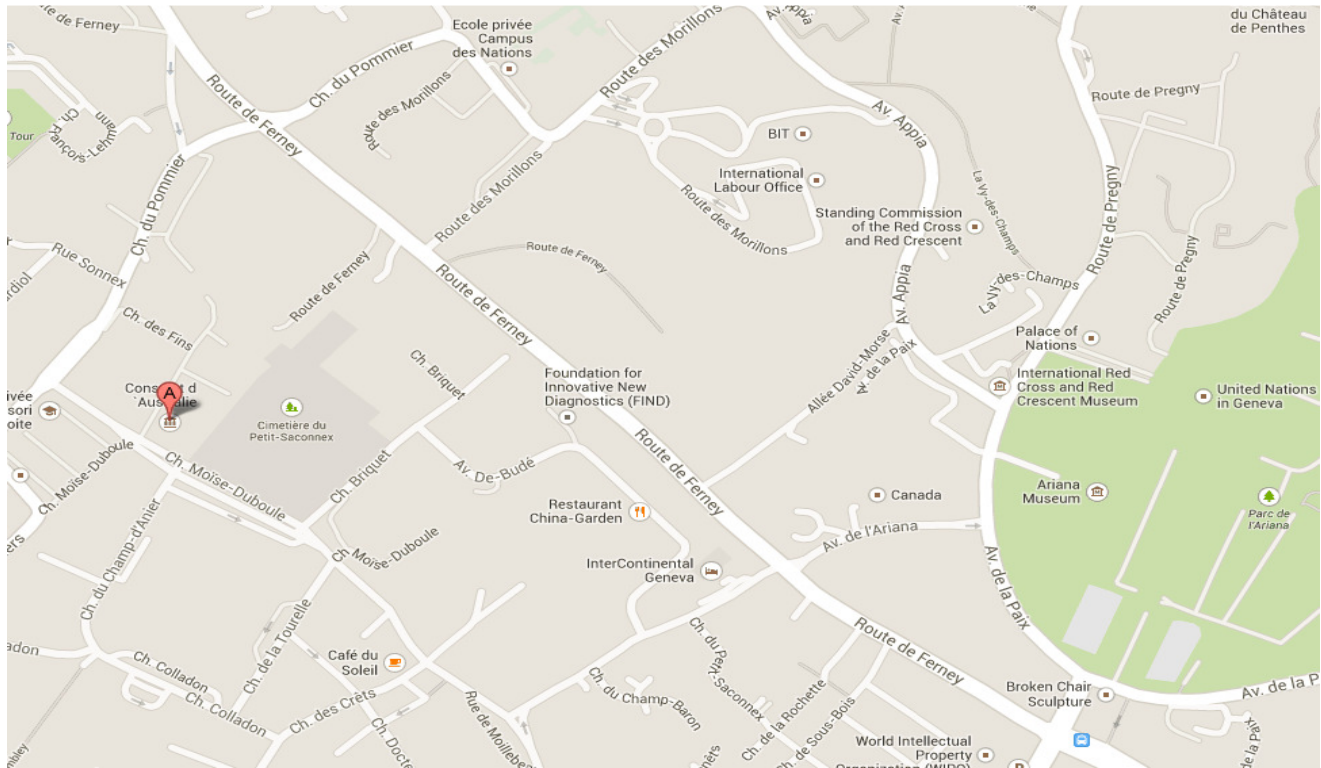 de Ferney
Ecole privée
Campus
des Nations
Route des Morillons
Av. Appia
Av. Appia
du Château
de Penthes
Ch. du Pommier
Route de Ferney
Route des Morillons
Route de Pregny
Tour
Ch. François-Lehmann
BIT
Av. Appia
International
Labour Office
La Vy-des-Champs
Route de Pregny
Ch. du Pommier
Route des Morillons
Route des Morillons
Standing Commission
of the Red Cross
and Red Crescent
Rue Sonnex
Route de Ferney
Route de Ferney
Route de Ferney
Av. Appia
La Vy-des-Champs
Route de Pregny
Ch. des Fins
Palace of
Nations
Allée David-Morse
Av. de la Paix
Ch. Briquet
Foundation for
Innovative New
Diagnostics (FIND)
International Red
Cross and Red
Crescent Museum
United Nations
in Geneva
A
Cimetière du
Petit-Saconnex
Ch. Moïse-Duboule
Ch. Moïse-Duboule
Ch. Briquet
Av. De-Budé
Route de Ferney
Canada
Ariana
Museum
Parc de
l'Ariana
Restaurant
China-Garden
Av. de l'Ariana
Ch. du Champ-d'Anier
Ch Moïse-Duboule
InterContinental
Geneva
Av. de la Paix
Ch. de la Tourelle
Café du
Soleil
Ch. Colladon
Ch. Colladon
Ch. des Crêts
Ch. du Champ-Baron
Ch. du Petit-Saconnex
Route de Ferney
Ch. de la Rochette
Ch. de Sous-Bois
Broken Chair
Sculpture
Av. de la P
World Intellectual
Property
Organization (WIPO)